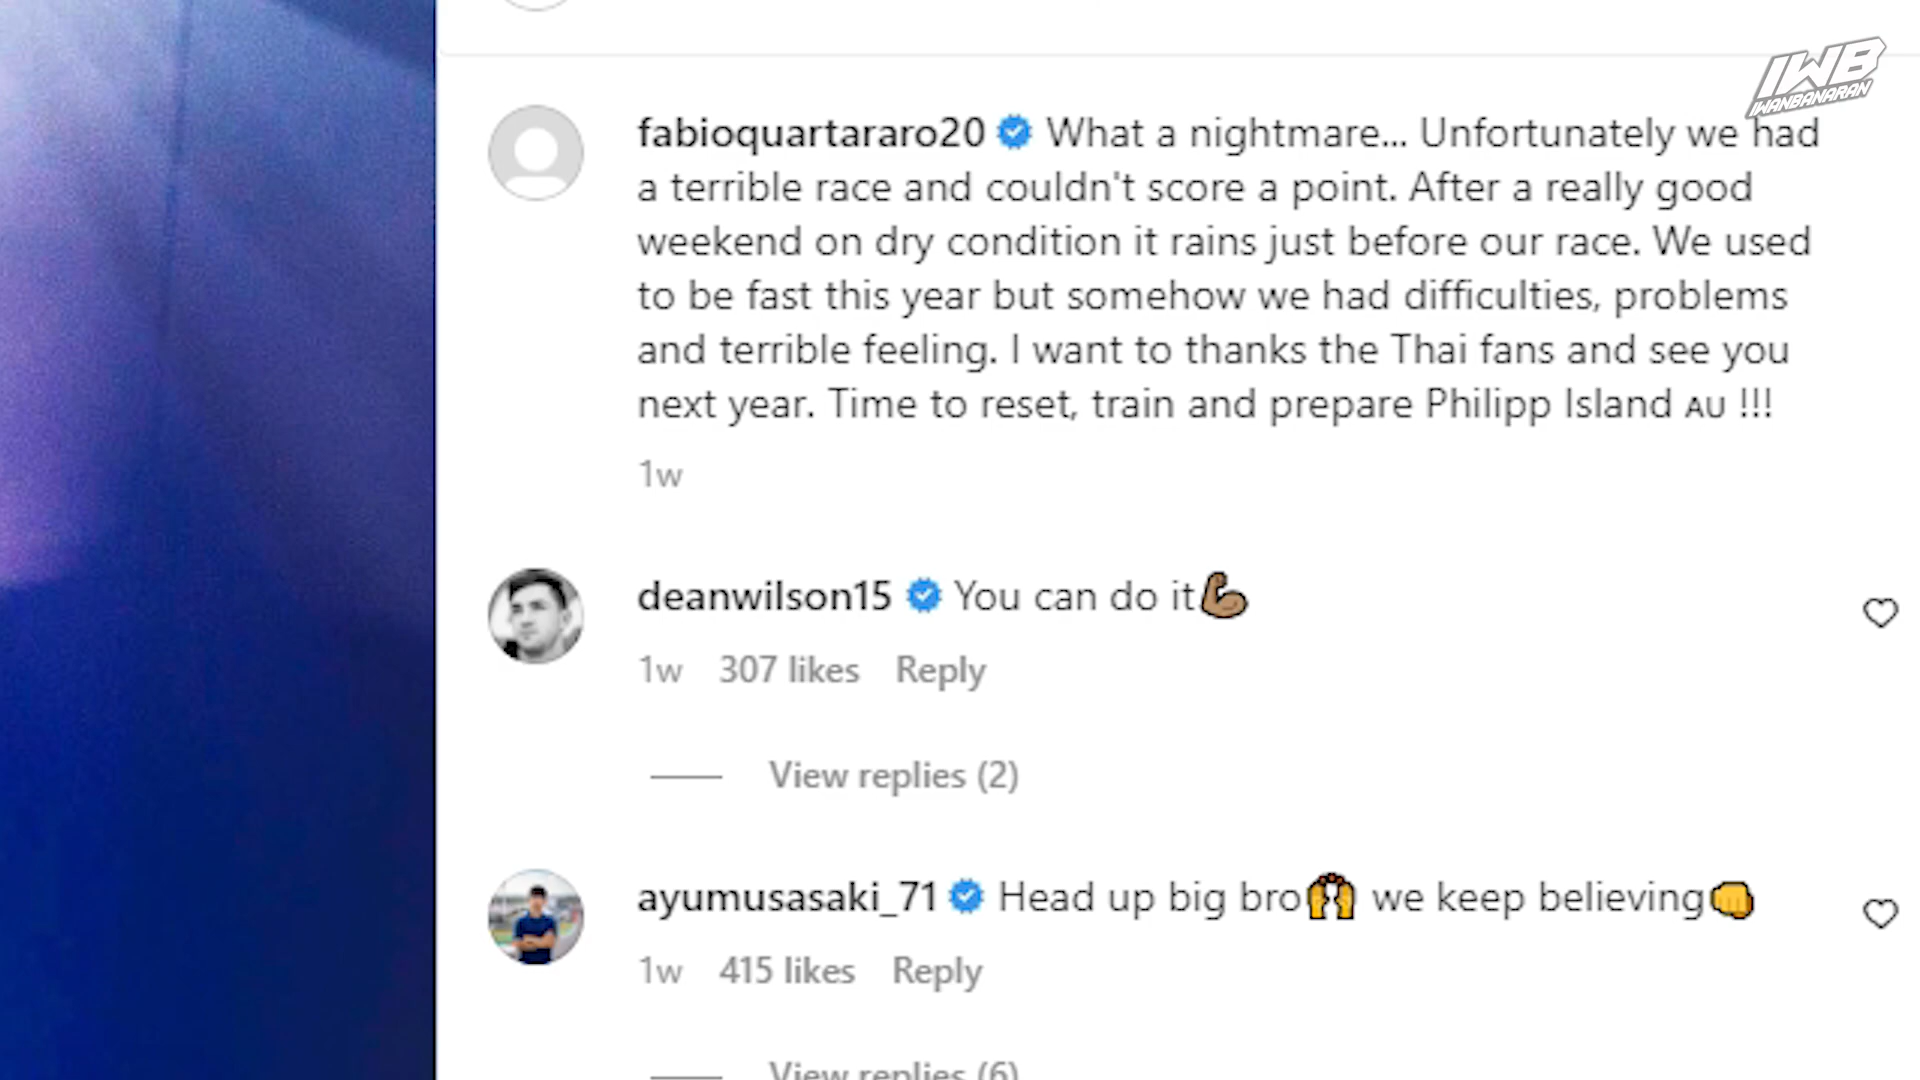 IWB
IWANBANARAN
fabioquartararo20 What a nightmare... Unfortunately we had
a terrible race and couldn't score a point. After a really good
weekend on dry condition it rains just before our race. We used
to be fast this year but somehow we had difficulties, problems
and terrible feeling. I want to thanks the Thai fans and see you
next year. Time to reset, train and prepare Philipp Island AU !!!
1w
deanwilson15 You can do it💪🏾
1w 307 likes Reply
View replies (2)
ayumusasaki_71 Head up big bro🙌 we keep believing👊
1w 415 likes Reply
View replies (6)